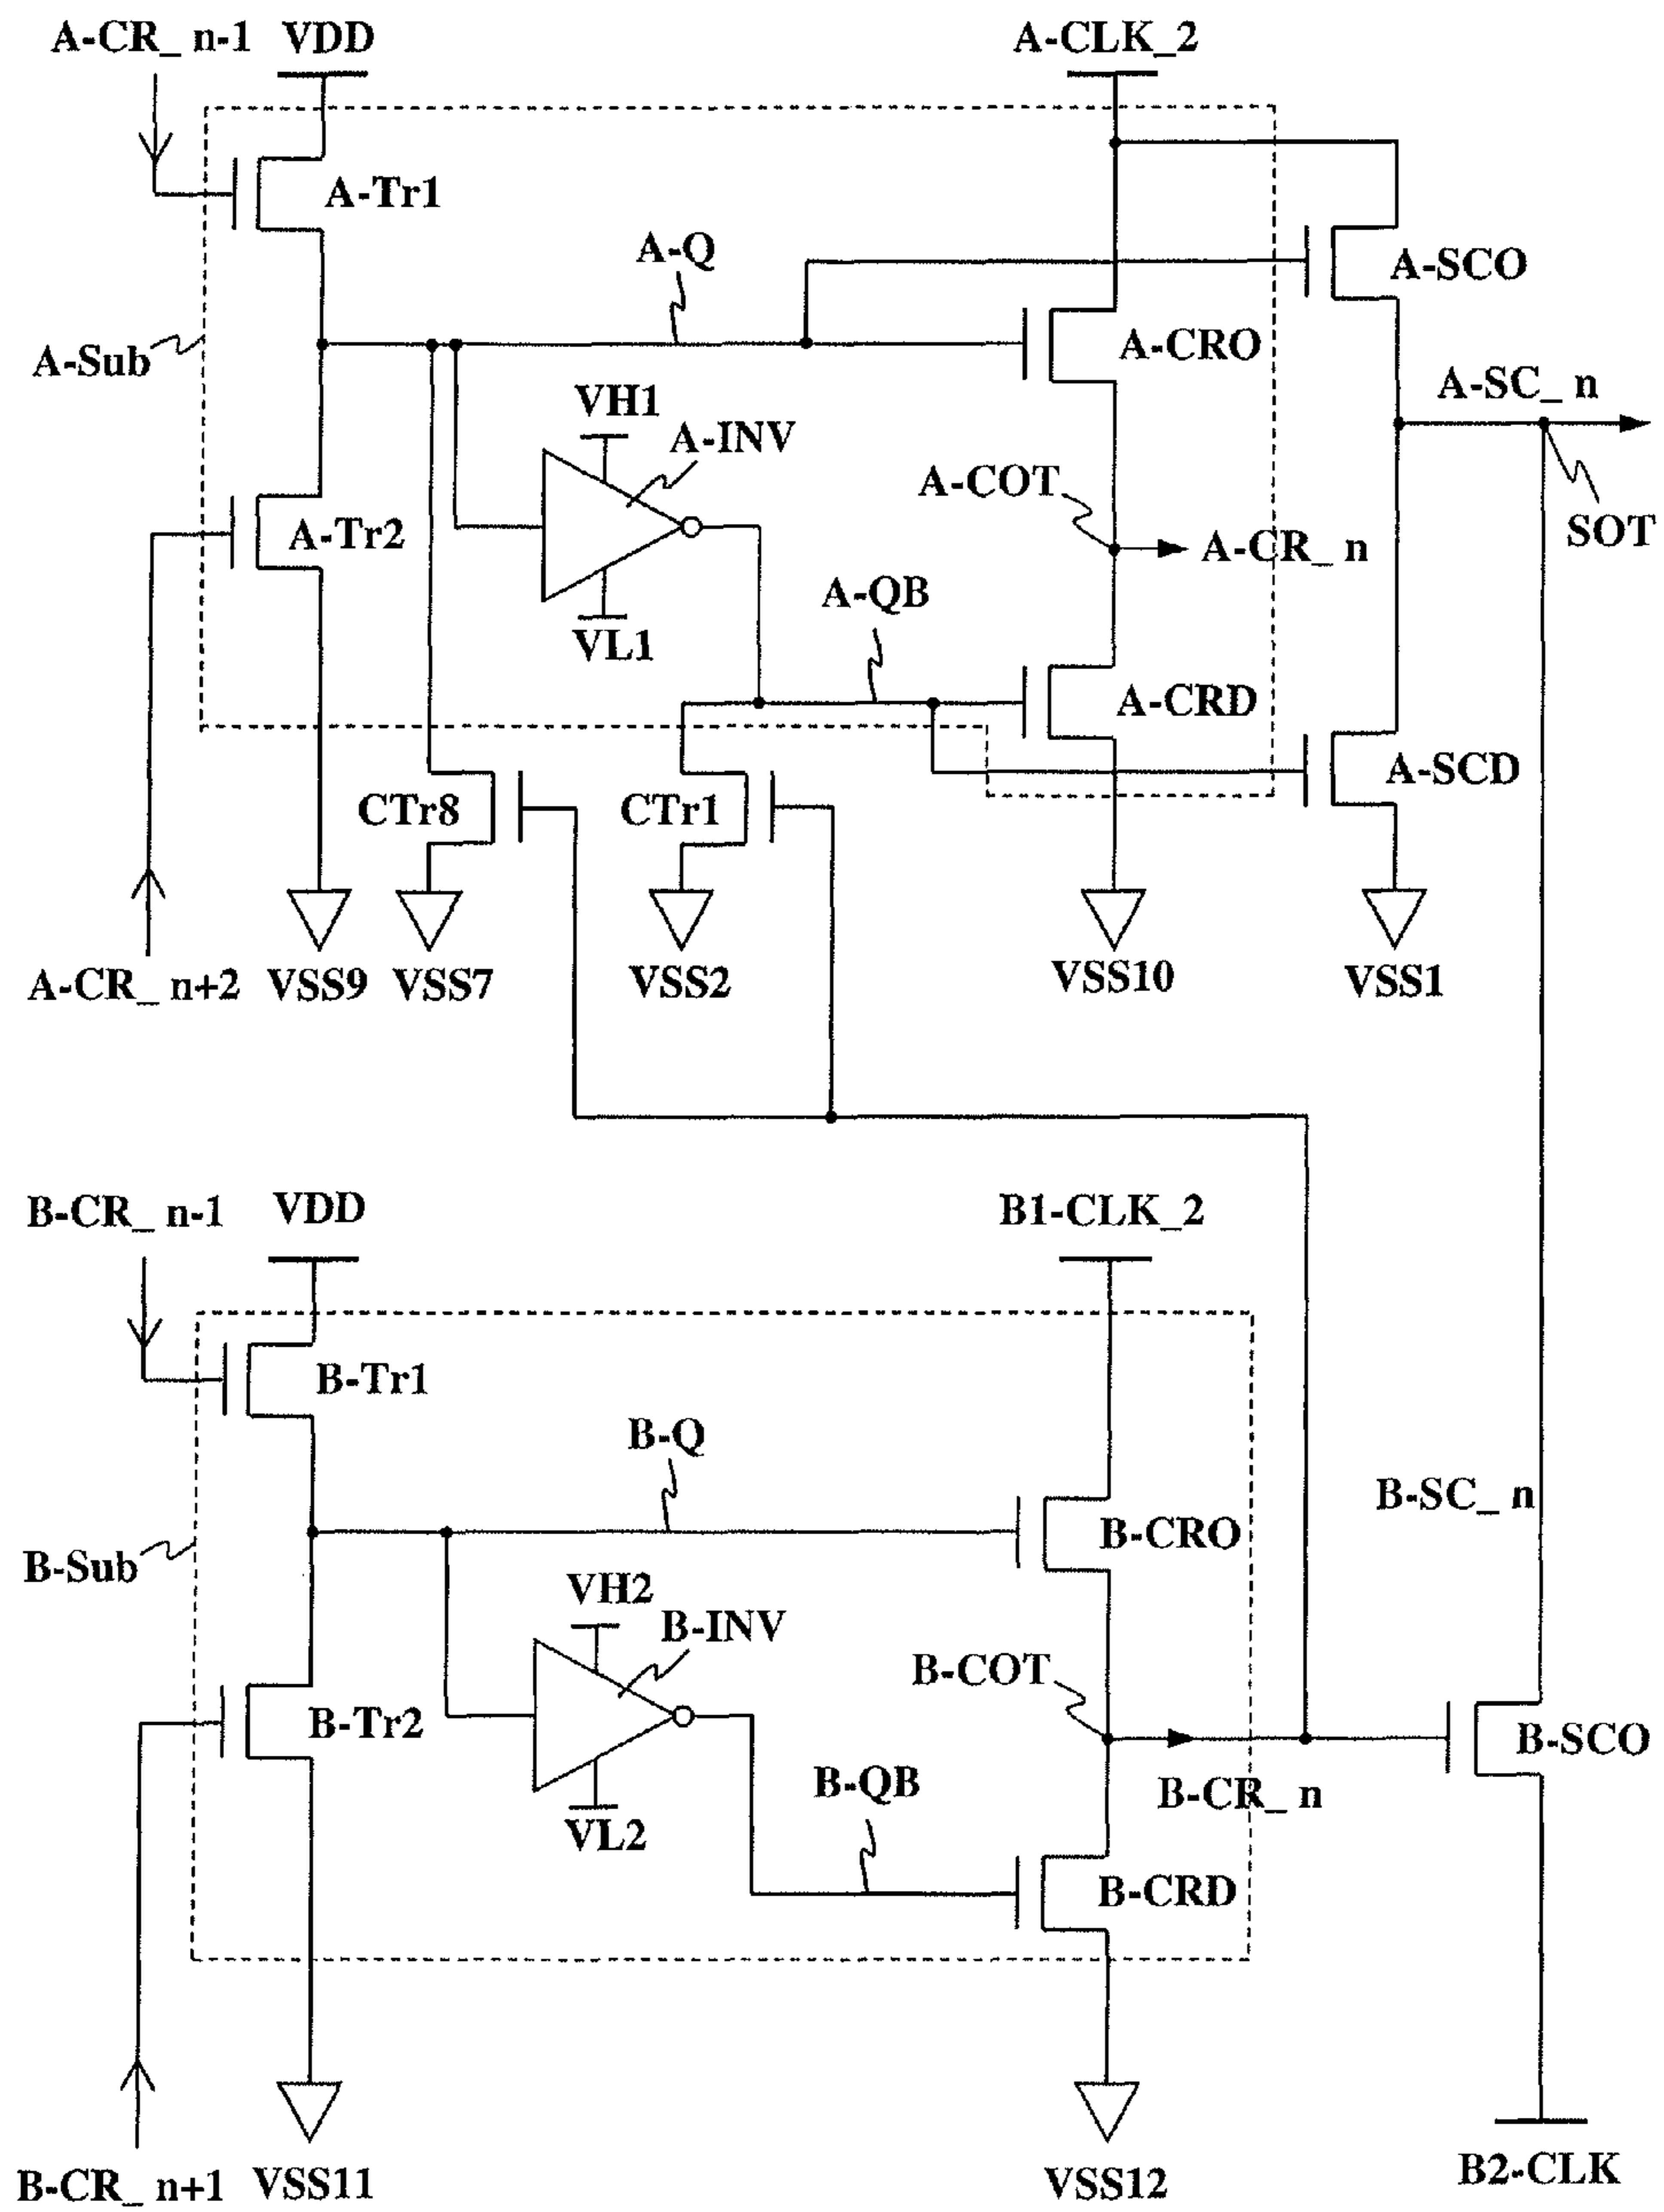 A-CR_ n-1
VDD
A-CLK_2
A-Tr1
A-Q
A-SCO
A-Sub
A-CRO
VH1
A-SC_ n
A-INV
A-COT
A-Tr2
SOT
A-CR_ n
A-QB
VL1
A-CRD
A-SCD
CTr8
CTr1
A-CR_ n+2
VSS9
VSS7
VSS2
VSS10
VSS1
B-CR_ n-1
VDD
B1-CLK_2
B-Tr1
B-Q
B-SC_ n
B-CRO
B-Sub
VH2
B-INV
B-COT
B-Tr2
B-SCO
B-QB
B-CR_ n
VL2
B-CRD
B-CR_ n+1
VSS11
VSS12
B2-CLK